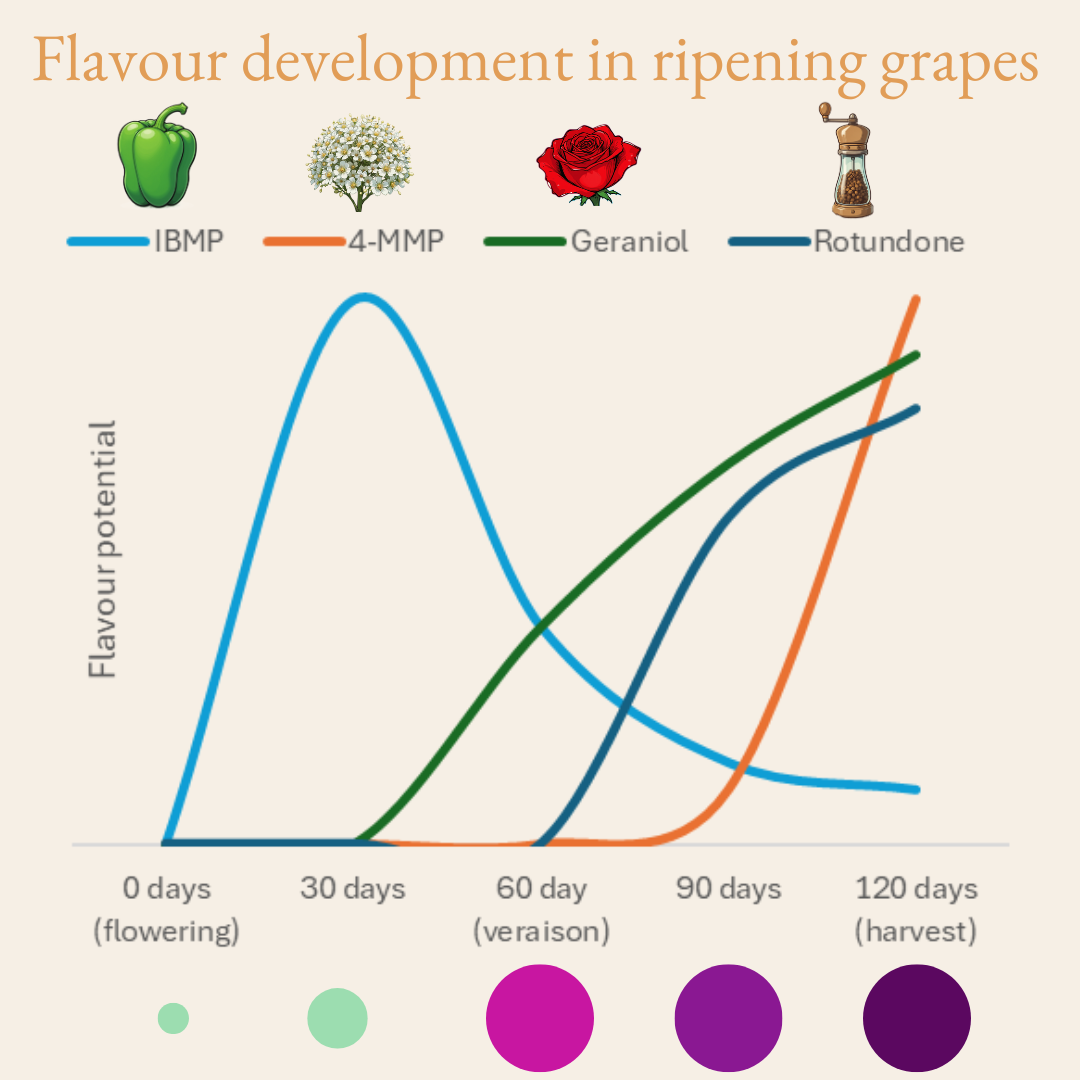 Flavour development in ripening grapes
IBMP 4-MMP Geraniol Rotundone
Flavour potential
0 days 30 days 60 day 90 days 120 days
(flowering) (veraison) (harvest)